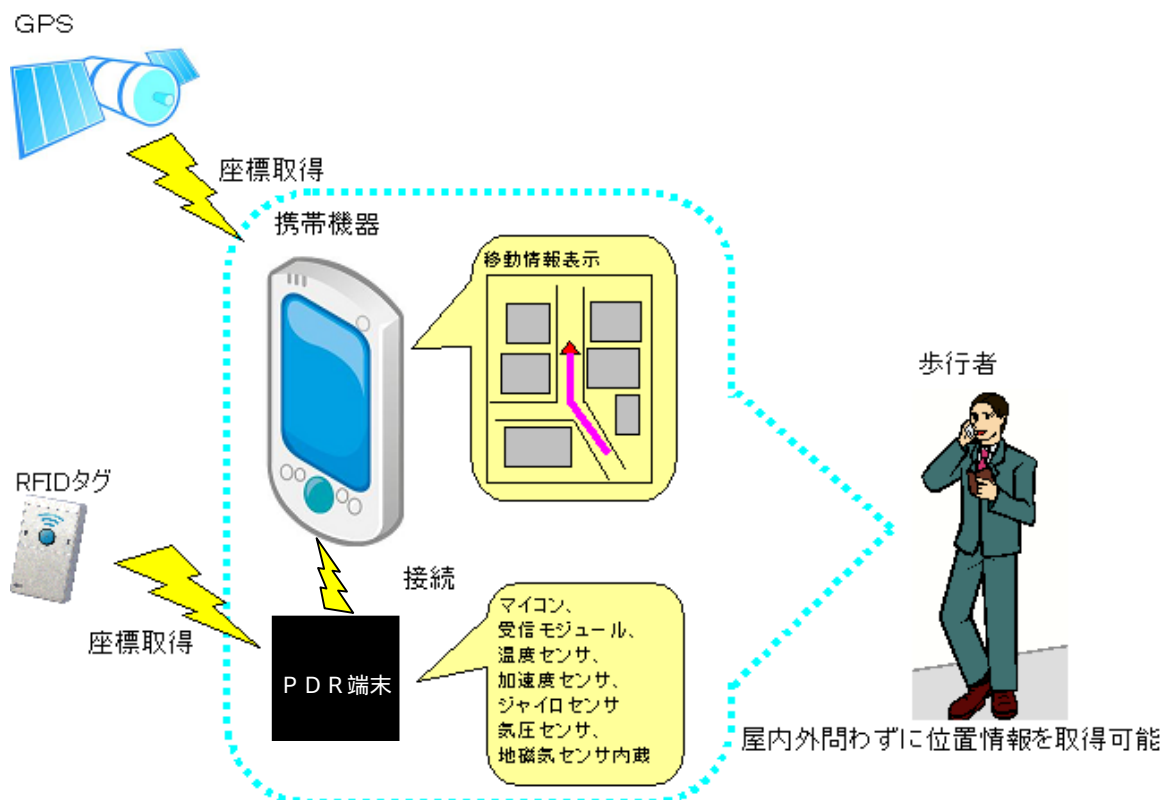 GPS
座標取得
携帯機器
移動情報表示
歩行者
RFIDタグ
接続
座標取得
PDR端末
マイコン、
受信モジュール、
温度センサ、
加速度センサ、
ジャイロセンサ
気圧センサ、
地磁気センサ内蔵
屋内外問わずに位置情報を取得可能